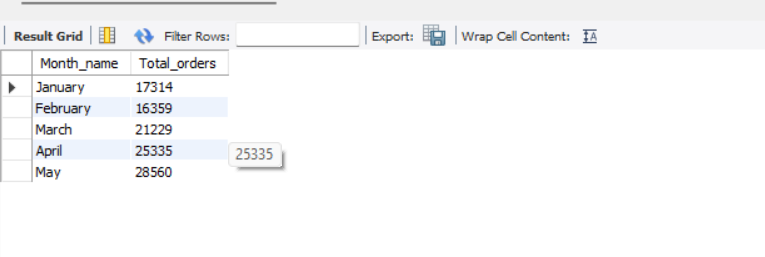 Result Grid Filter Rows: Export: Wrap Cell Content: IA
Month_name Total_orders
January 17314
February 16359
March 21229
April 25335 25335
May 28560